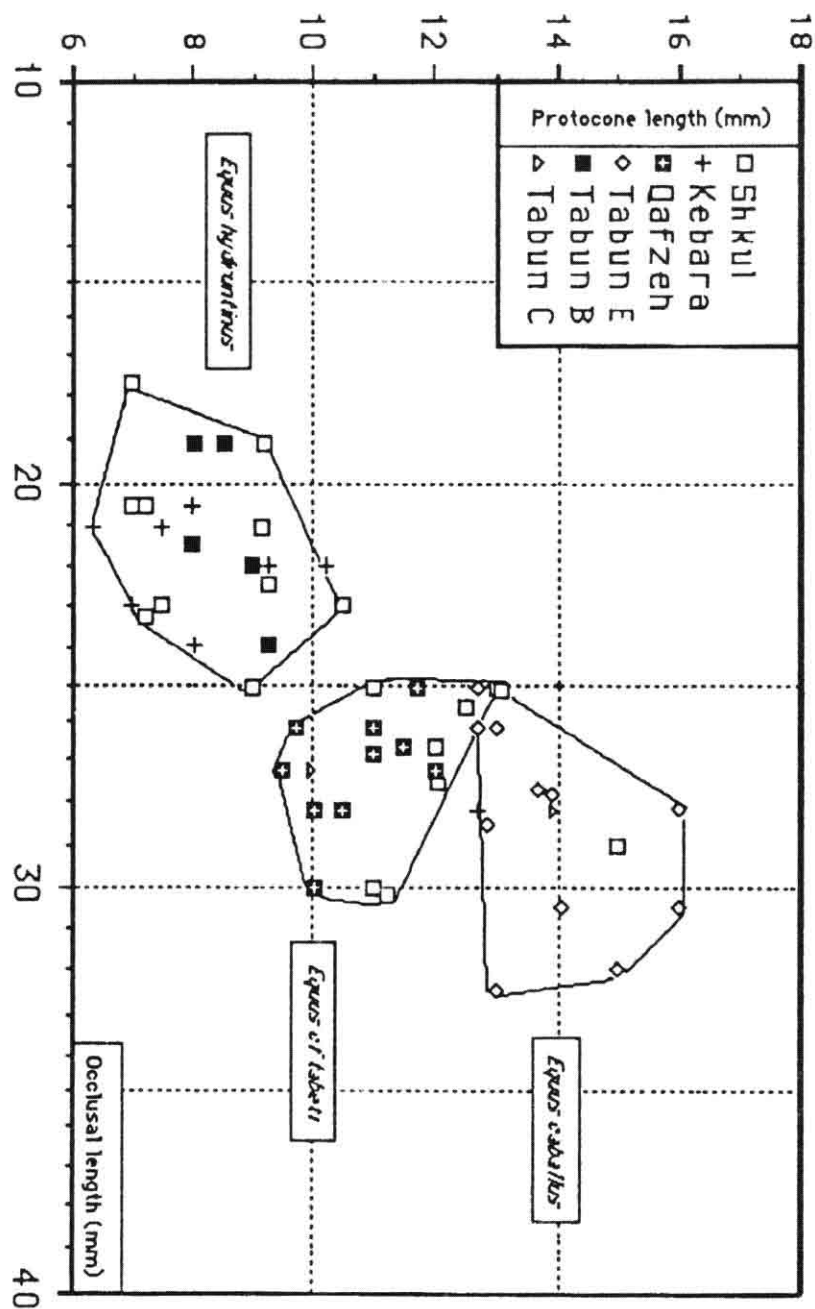 Protocone length (mm)
□ Shkul
+ Kebara
Qafzeh
◇ Tabun E
■ Tabun B
△ Tabun C
18
16
14
12
10
8
6
10
20
30
40
Equus hydruntinus
Equus cf tabeti
Equus caballus
Occlusal length (mm)